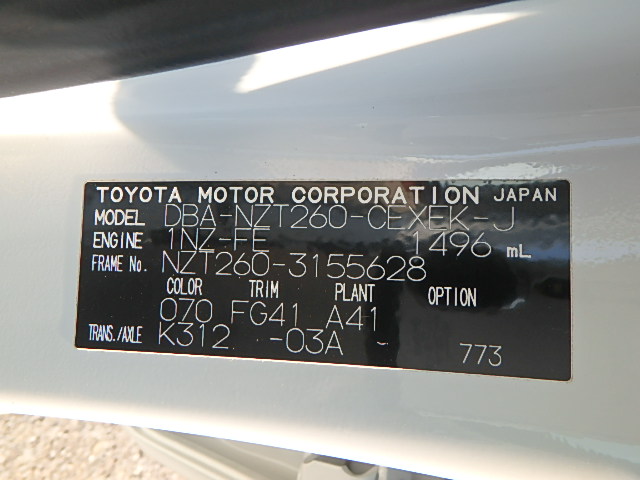 TOYOTA MOTOR CORPORATION JAPAN
MODEL DBA-NZT260-CEXEK-J
ENGINE 1NZ-FE 1496 mL
FRAME No. NZT260-3155628
COLOR TRIM PLANT OPTION
070 FG41 A41
TRANS./AXLE K312 -03A -
773